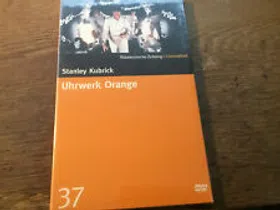 Süddeutsche Zeitung | Cinemathek
Stanley Kubrick
Uhrwerk Orange
37